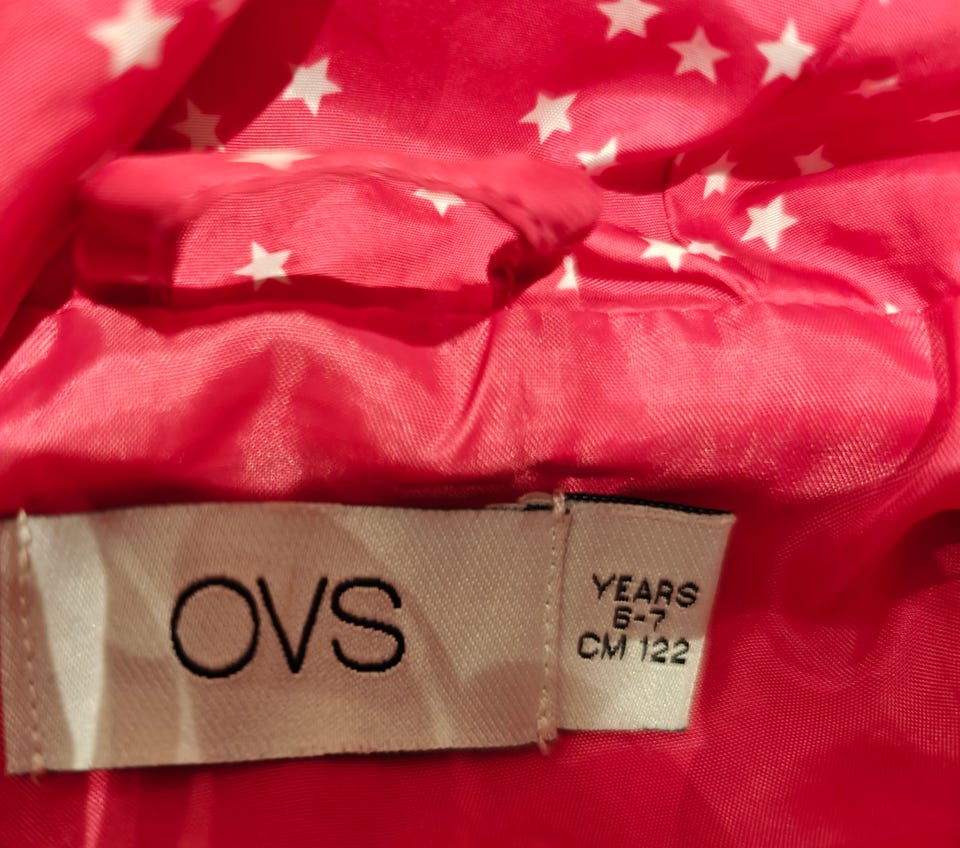 OVS
YEARS
6-7
CM 122